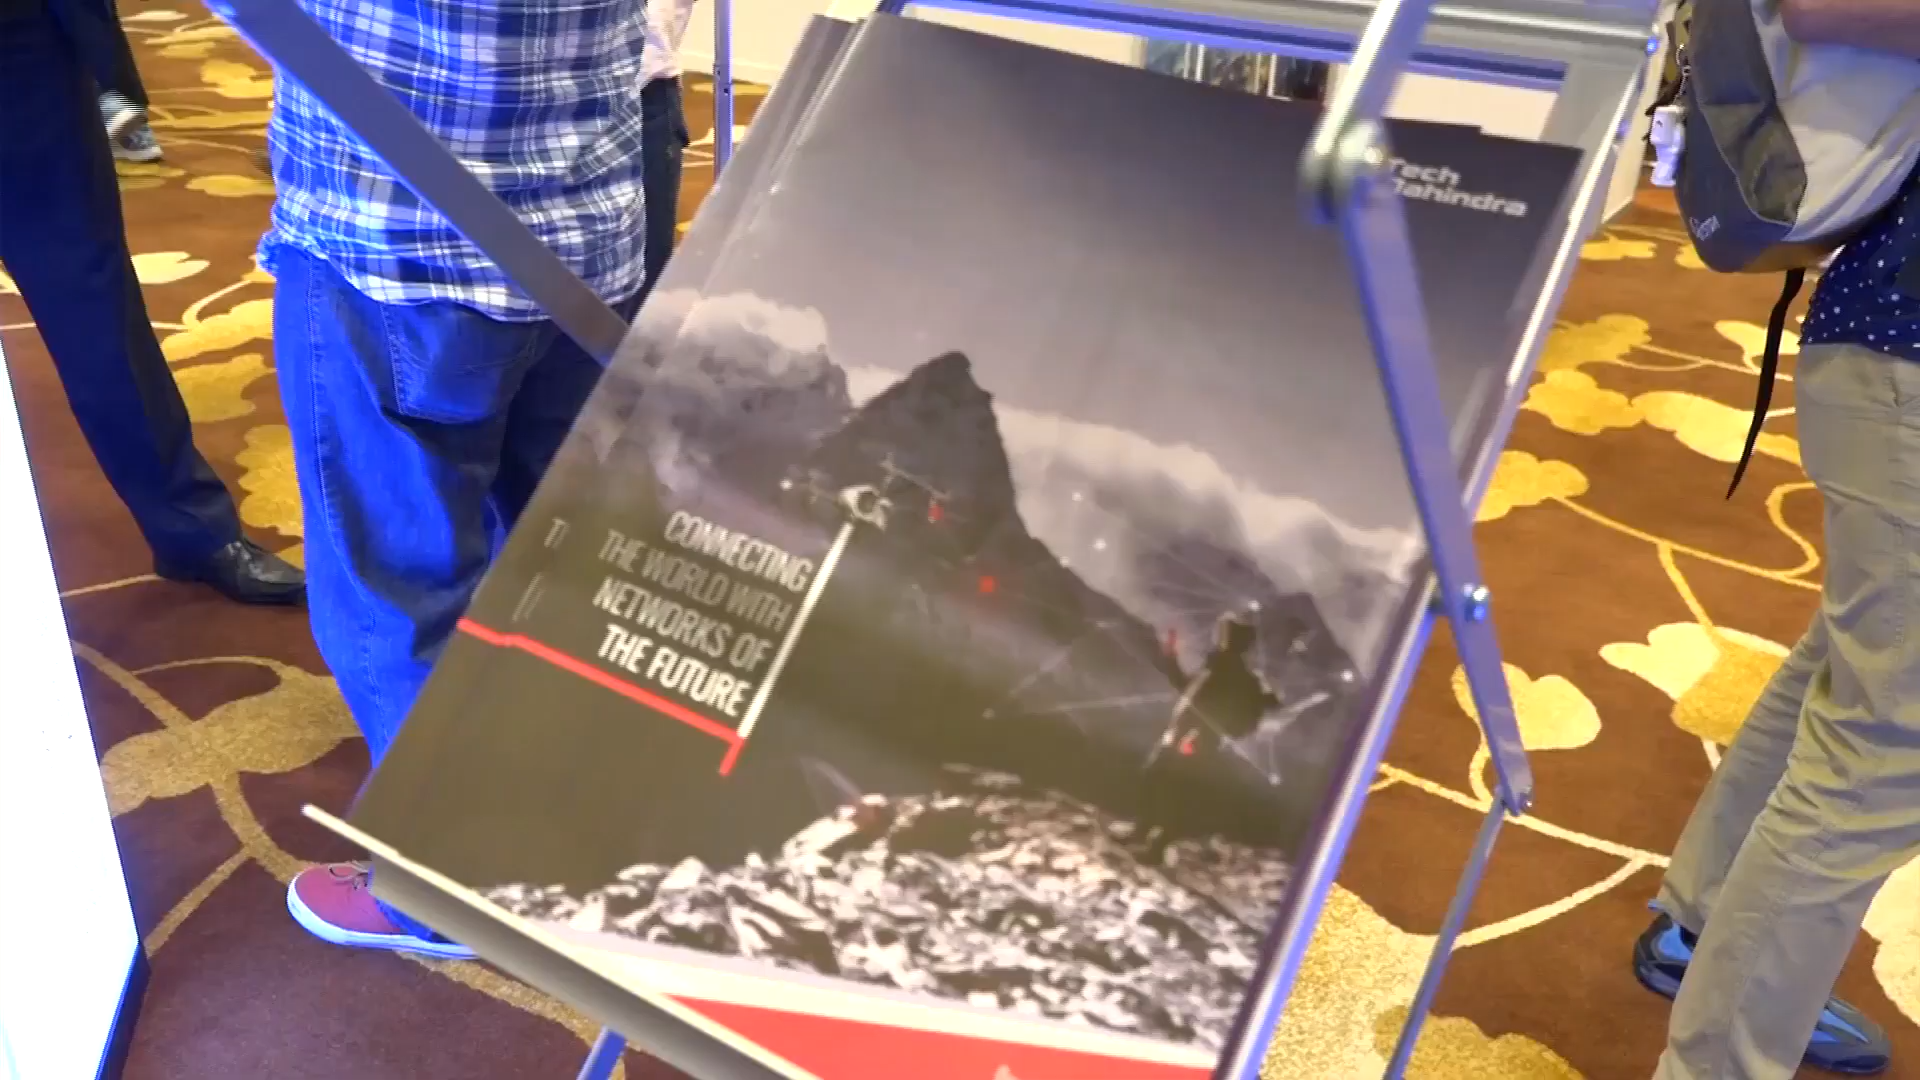 Tech
Mahindra
CONNECTING
THE WORLD WITH
NETWORKS OF
THE FUTURE